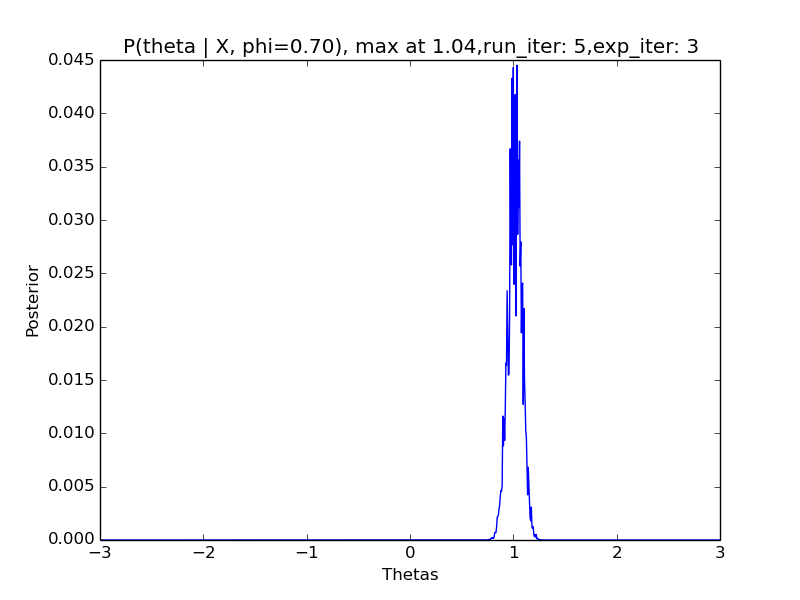 P(theta | X, phi=0.70), max at 1.04,run_iter: 5,exp_iter: 3
0.045
0.040
0.035
0.030
0.025
0.020
0.015
0.010
0.005
0.000
Posterior
−3 −2 −1 0 1 2 3
Thetas